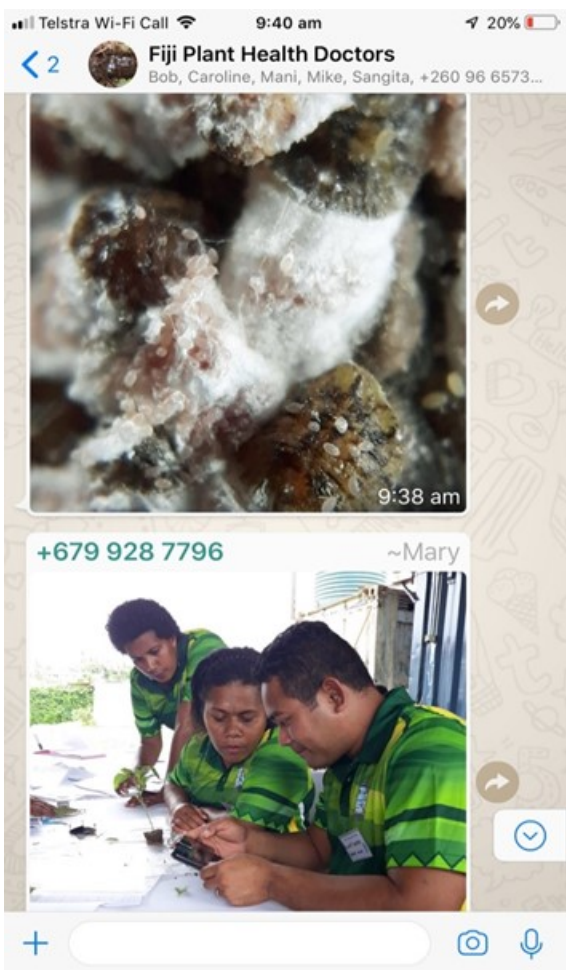 Telstra Wi-Fi Call 9:40 am 20%
2 Fiji Plant Health Doctors
Bob, Caroline, Mani, Mike, Sangita, +260 96 6573...
9:38 am
+679 928 7796 ~Mary